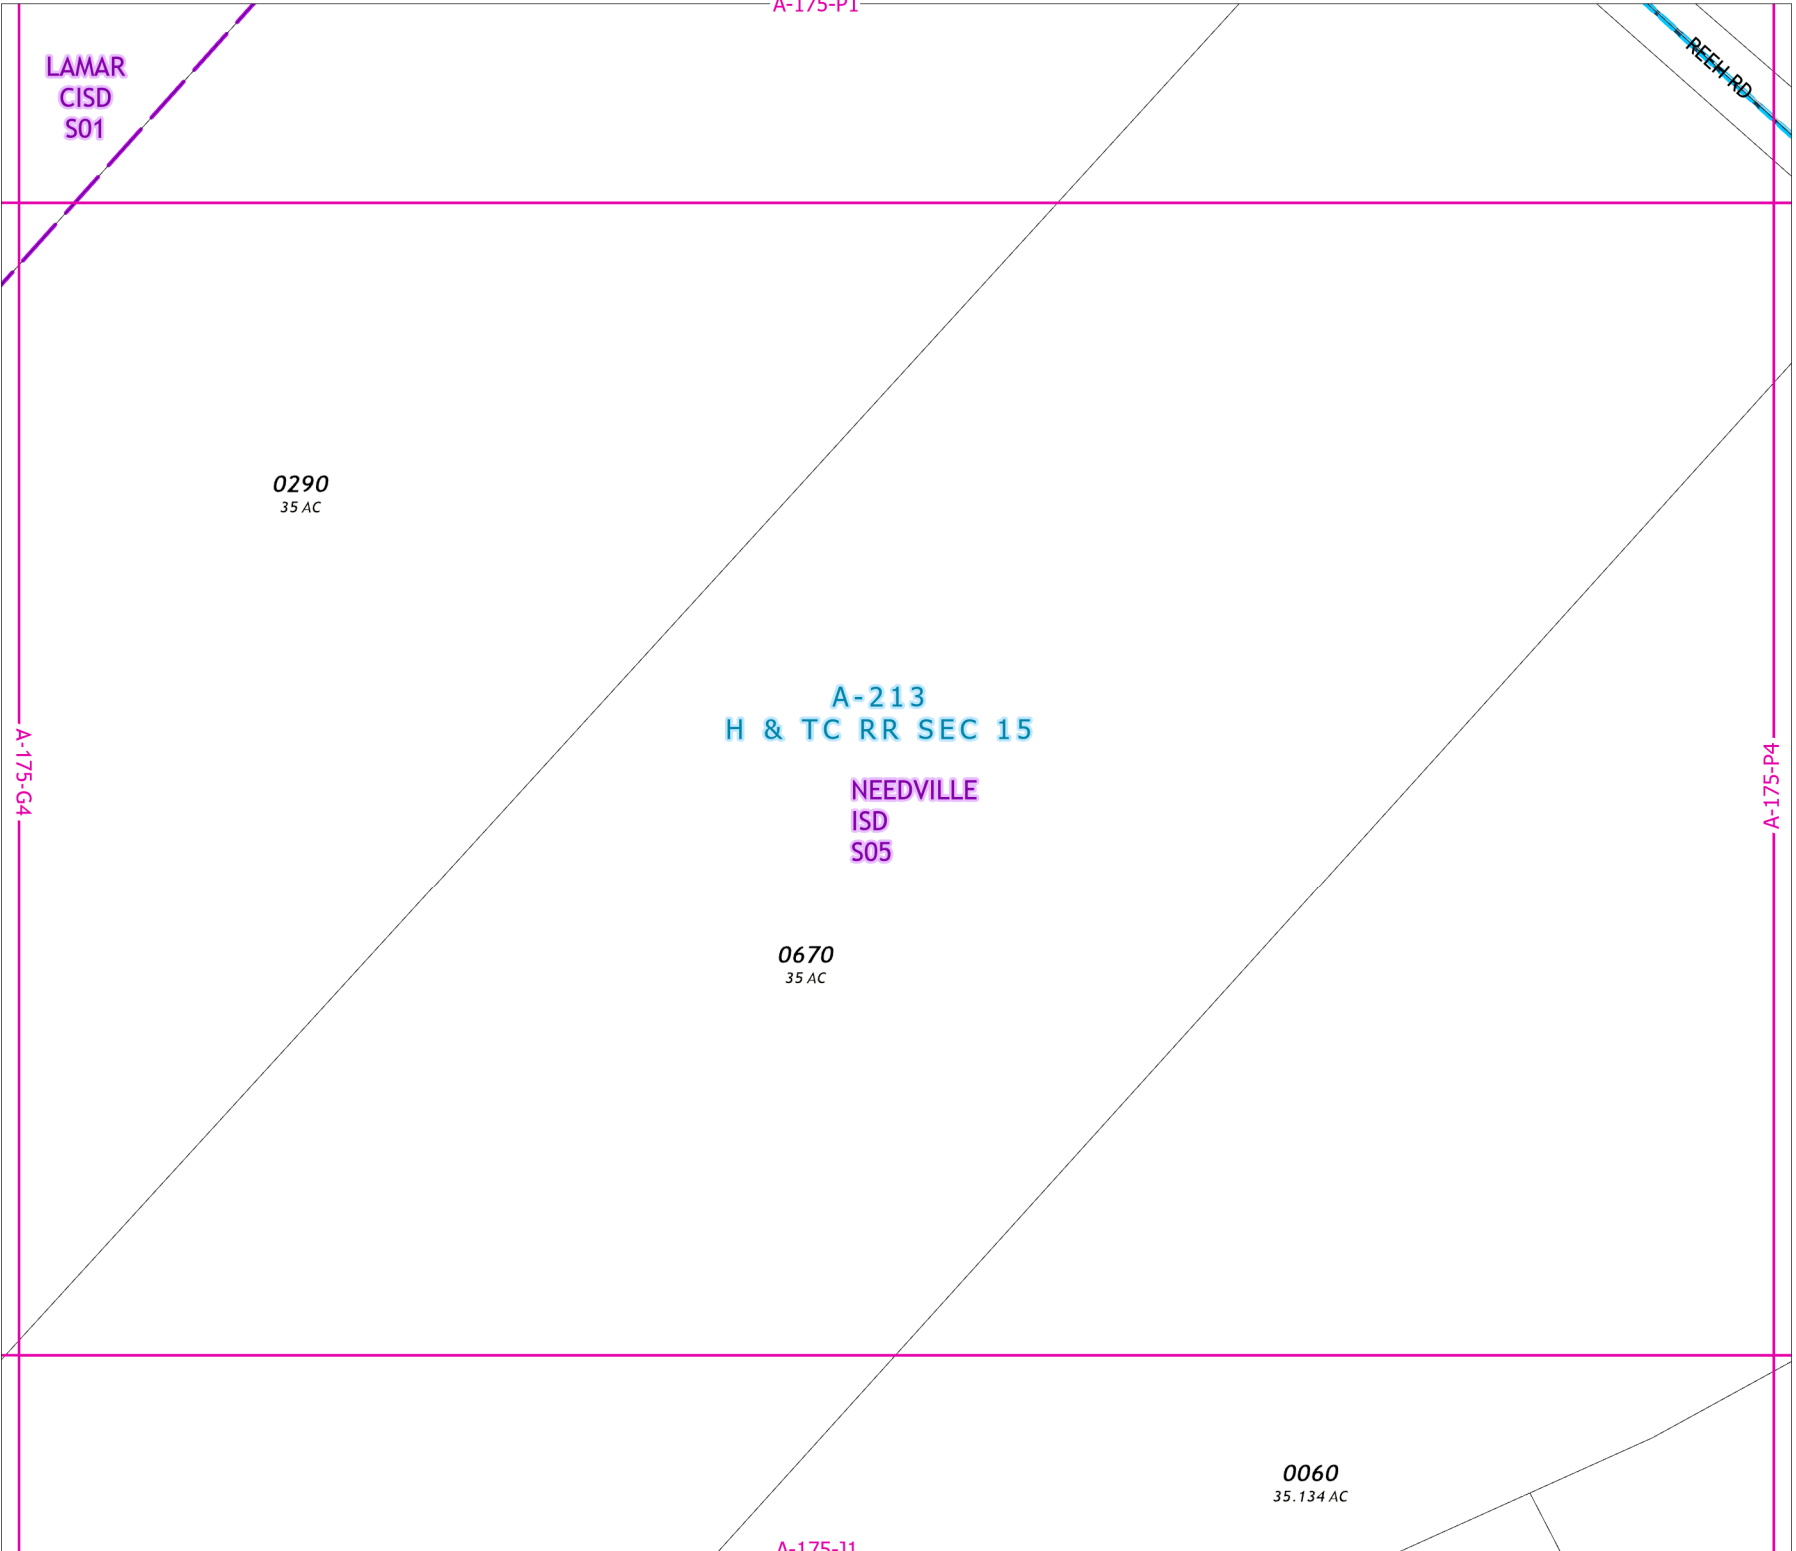 A-175-P1
REEH RD
LAMAR
CISD
S01
0290
35 AC
A-213
H & TC RR SEC 15
NEEDVILLE
ISD
S05
A-175-G4
A-175-P4
0670
35 AC
0060
35.134 AC
A-175-J1